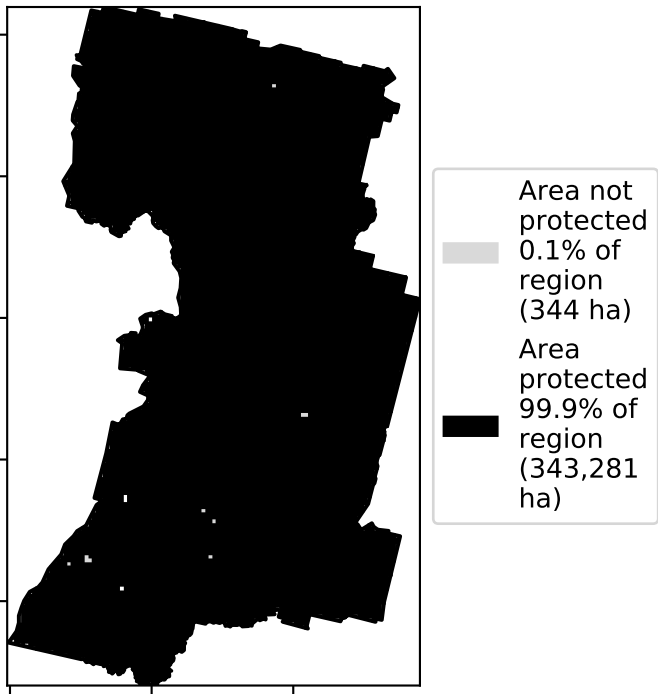 Area not
protected
0.1% of
region
(344 ha)
Area
protected
99.9% of
region
(343,281
ha)